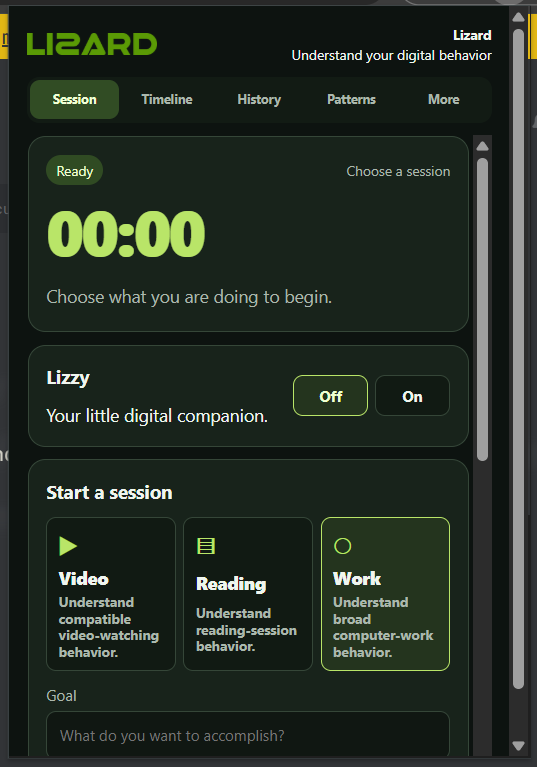 LIZARD
Lizard
Understand your digital behavior
Session
Timeline
History
Patterns
More
Ready
Choose a session
00:00
Choose what you are doing to begin.
Lizzy
Your little digital companion.
Off
On
Start a session
Video
Understand
compatible
video-watching
behavior.
Reading
Understand
reading-session
behavior.
Work
Understand
broad
computer-work
behavior.
Goal
What do you want to accomplish?